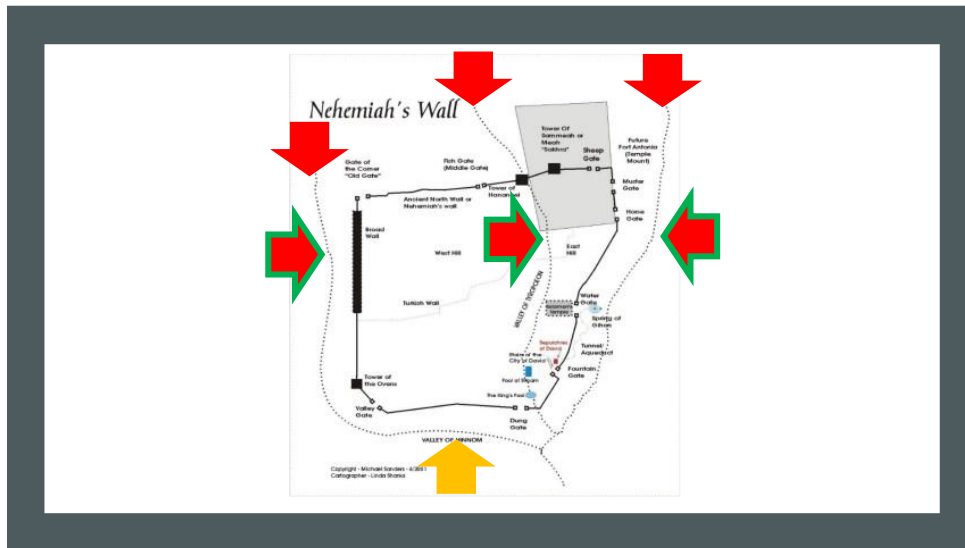 Nehemiah's Wall
Tower Of
Sammeah or
Meah
"Sakhra"
Sheep
Gate
Future
Fort Antonia
(Temple
Mount)
Gate of
the Corner
"Old Gate"
Fish Gate
(Middle Gate)
Tower of
Hananeel
Muster
Gate
Ancient North Wall or
Nehemiah's wall
Horse
Gate
Broad
Wall
West Hill
East
Hill
VALLEY OF TYROPOEON
Turkish Wall
Water
Gate
Solomon's
Temple
Spring of
Gihon
Sepulchres
of David
Tunnel/
Aqueduct
Stairs of the
City of David
Fountain
Gate
Tower of
the Ovens
Pool of Siloam
The King's Pool
Valley
Gate
Dung
Gate
VALLEY OF HINNOM
Copyright - Michael Sanders - 6/2001
Cartographer - Linda Sharka